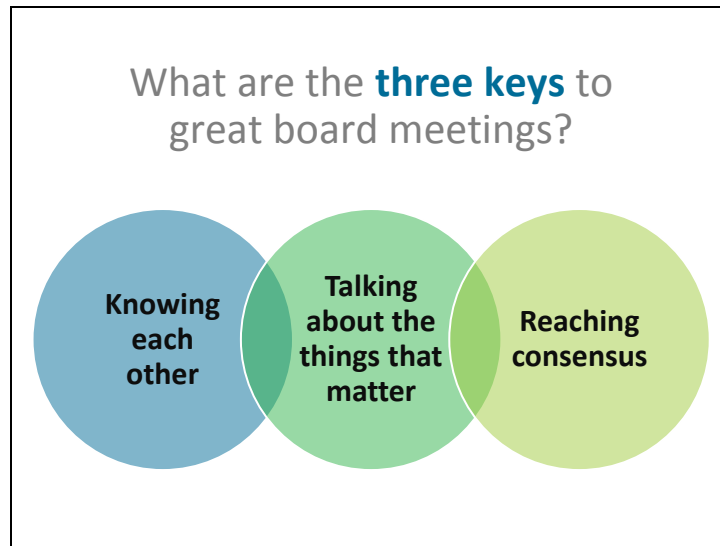 What are the three keys to
great board meetings?
Knowing
each
other
Talking
about the
things that
matter
Reaching
consensus